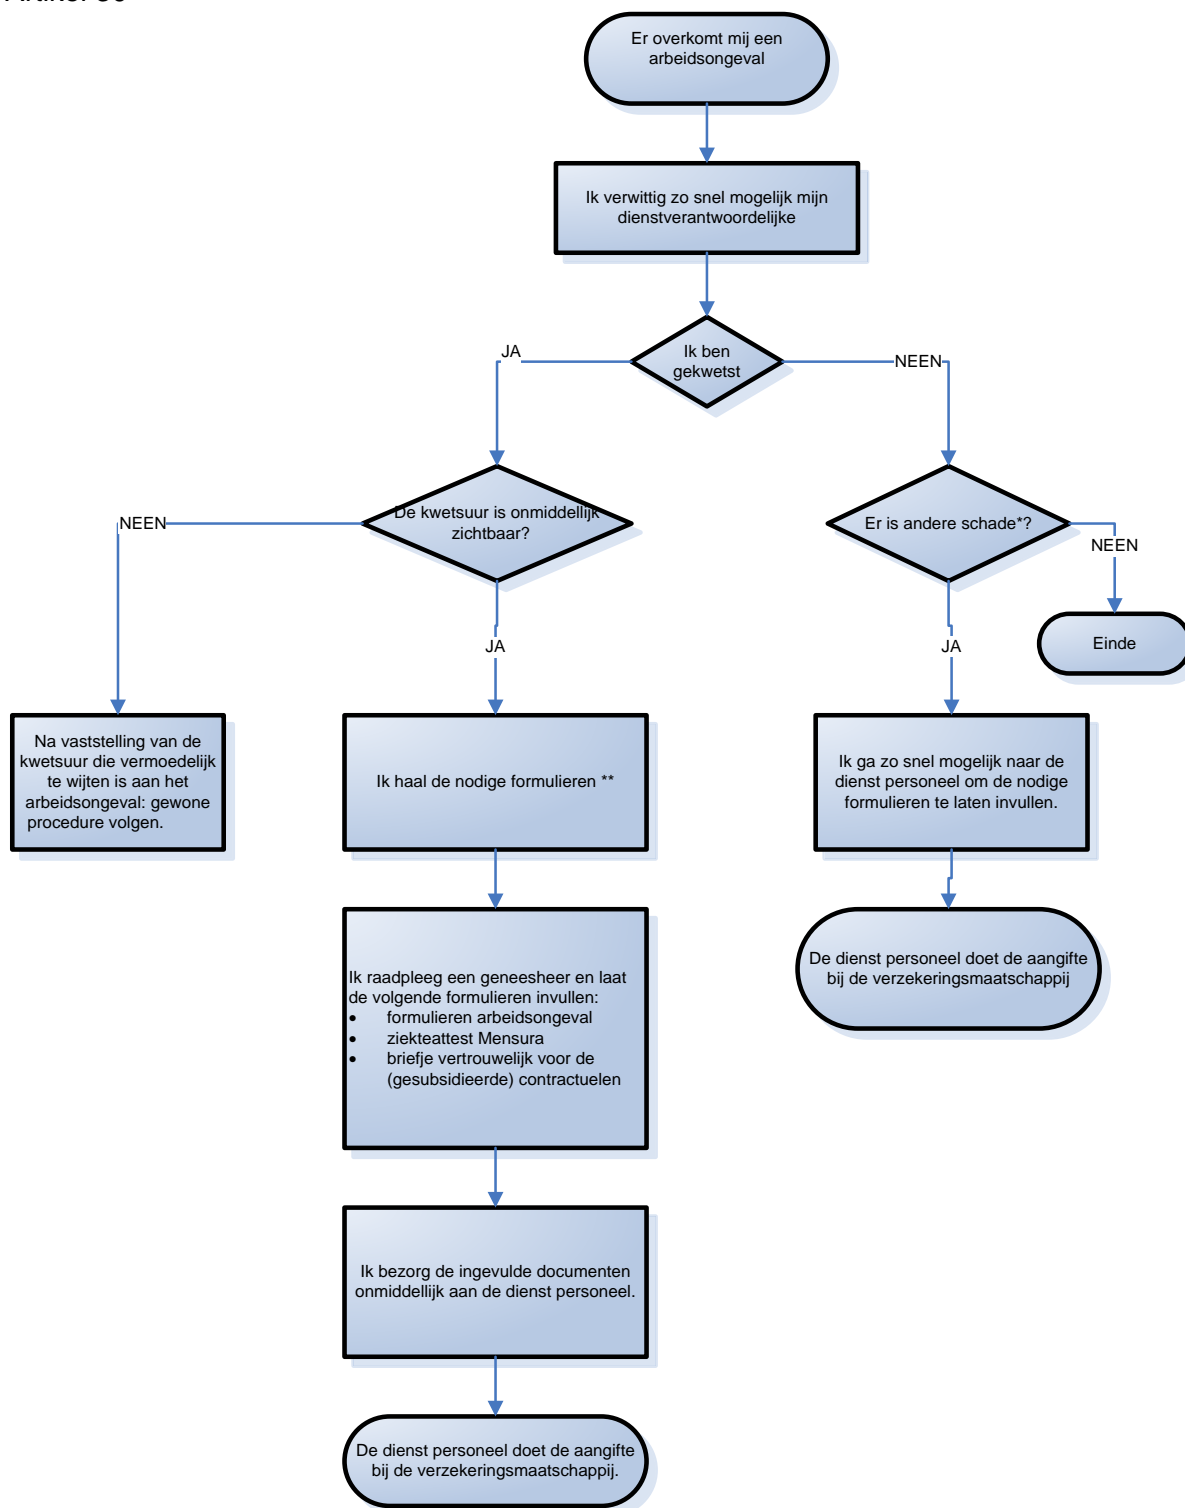 Er overkomt mij een
arbeidsongeval
Ik verwittig zo snel mogelijk mijn
dienstverantwoordelijke
Ik ben
gekwetst
JA
NEEN
De kwetsuur is onmiddellijk
zichtbaar?
Er is andere schade*?
NEEN
NEEN
JA
JA
Einde
Na vaststelling van de
kwetsuur die vermoedelijk
te wijten is aan het
arbeidsongeval: gewone
procedure volgen.
Ik haal de nodige formulieren **
Ik ga zo snel mogelijk naar de
dienst personeel om de nodige
formulieren te laten invullen.
Ik raadpleeg een geneesheer en laat
de volgende formulieren invullen:
• formulieren arbeidsongeval
• ziekteattest Mensura
• briefje vertrouwelijk voor de
(gesubsidieerde) contractuelen
De dienst personeel doet de aangifte
bij de verzekeringsmaatschappij
Ik bezorg de ingevulde documenten
onmiddellijk aan de dienst personeel.
De dienst personeel doet de aangifte
bij de verzekeringsmaatschappij.